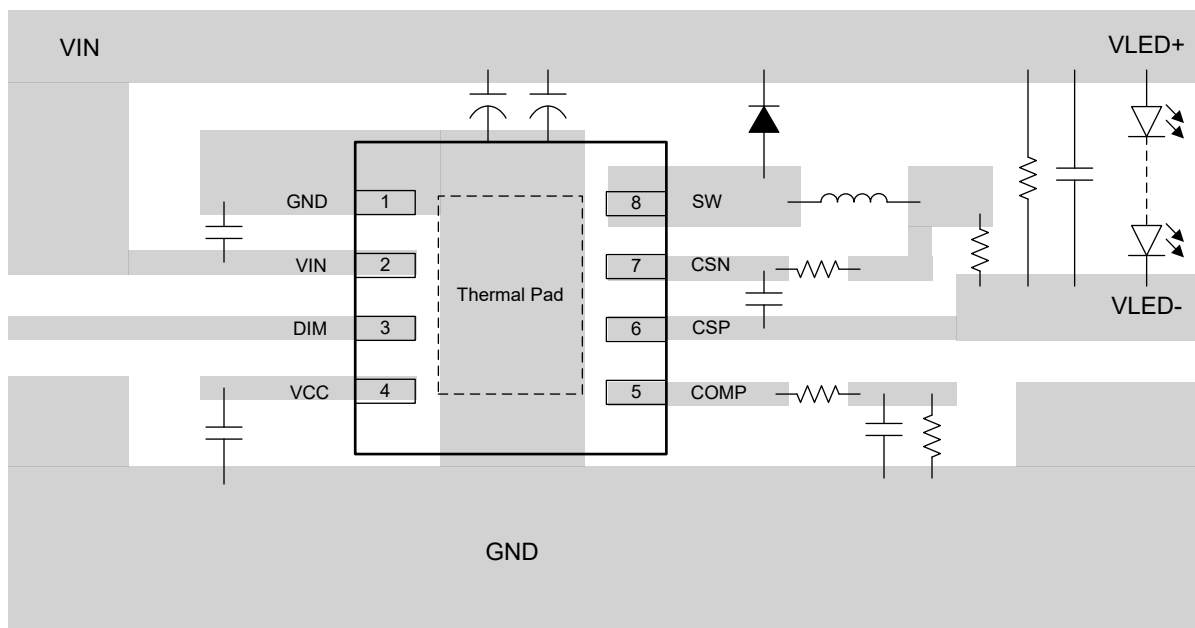 VIN
VLED+
GND 1
8 SW
VIN 2
7 CSN
Thermal Pad
VLED-
DIM 3
6 CSP
VCC 4
5 COMP
GND